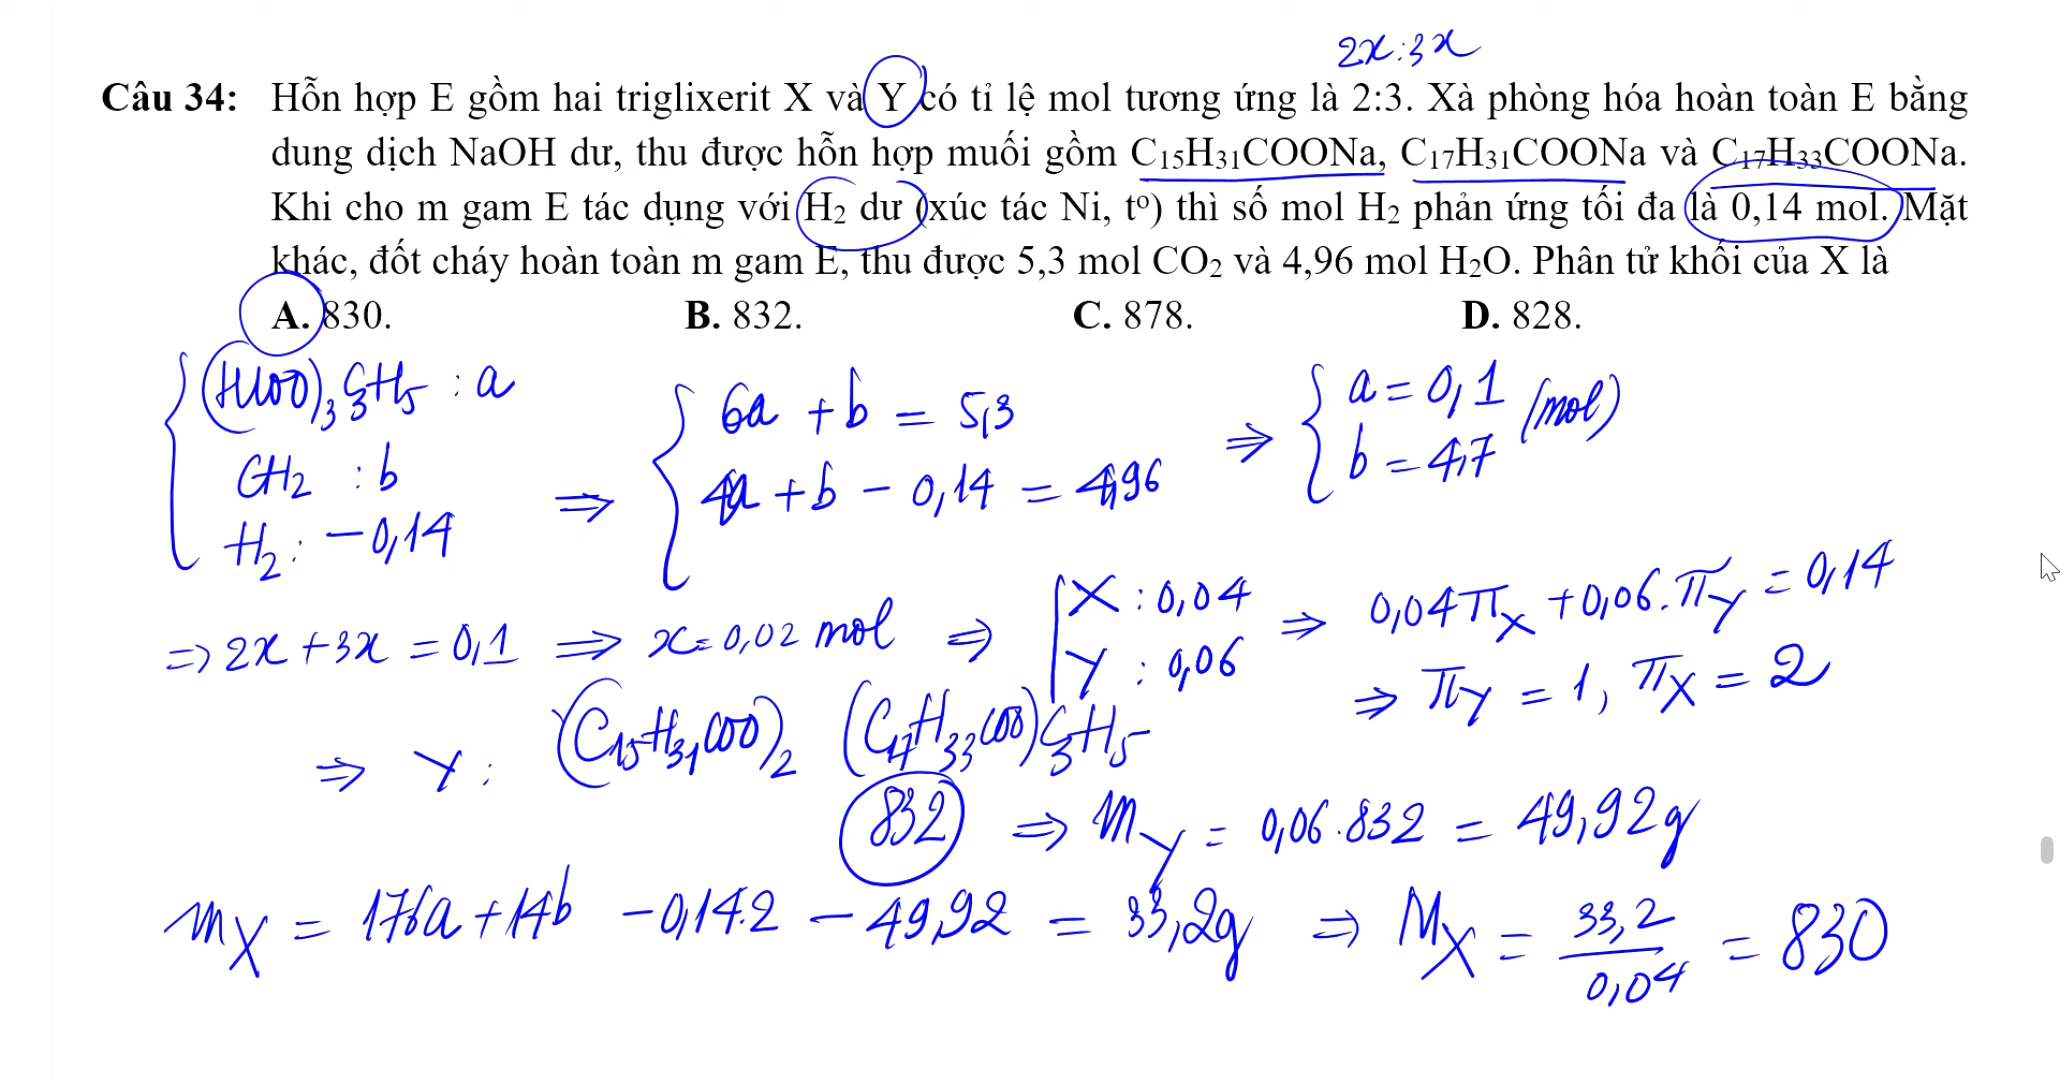 2x:3x
Câu 34: Hỗn hợp E gồm hai triglixerit X và Y có tỉ lệ mol tương ứng là 2:3. Xà phòng hóa hoàn toàn E bằng
dung dịch NaOH dư, thu được hỗn hợp muối gồm C₁₅H₃₁COONa, C₁₇H₃₁COONa và C₁₇H₃₃COONa.
Khi cho m gam E tác dụng với H₂ dư (xúc tác Ni, tº) thì số mol H₂ phản ứng tối đa là 0,14 mol. Mặt
khác, đốt cháy hoàn toàn m gam E, thu được 5,3 mol CO₂ và 4,96 mol H₂O. Phân tử khối của X là
A. 830. B. 832. C. 878. D. 828.
(HCOO)₃C₃H₅ : a
CH₂ : b
H₂ : -0,14
⇒ 6a + b = 5,3
4a + b - 0,14 = 4,96
⇒ a = 0,1
b = 4,7 (mol)
⇒ 2x + 3x = 0,1 ⇒ x = 0,02 mol ⇒ X : 0,04
Y : 0,06
⇒ 0,04πX + 0,06.πY = 0,14
⇒ πY = 1, πX = 2
⇒ Y : (C₁₅H₃₁COO)₂ (C₁₇H₃₃COO)C₃H₅
832 ⇒ mY = 0,06.832 = 49,92g
mX = 176a + 14b - 0,14.2 - 49,92 = 33,2g ⇒ MX = 33,2/0,04 = 830